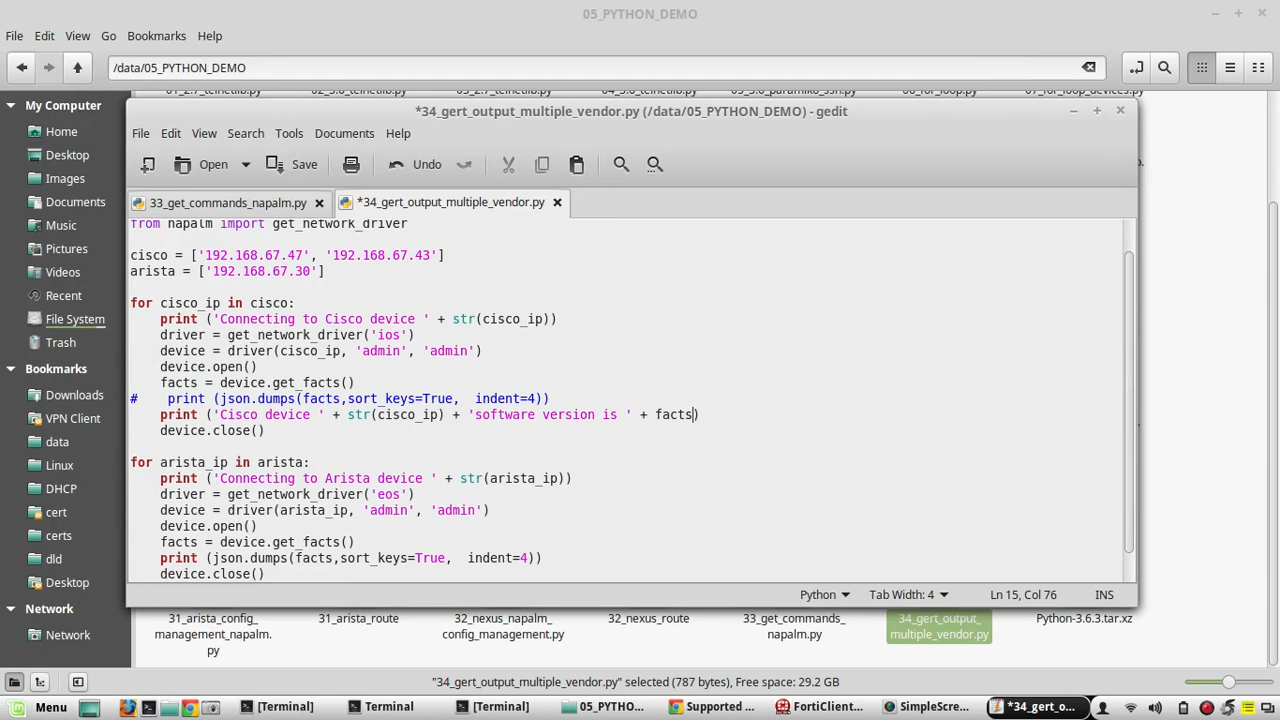 05_PYTHON_DEMO
File Edit View Go Bookmarks Help
/data/05_PYTHON_DEMO
My Computer
Home
Desktop
Images
Documents
Music
Pictures
Videos
Recent
File System
Trash
Bookmarks
Downloads
VPN Client
data
Linux
DHCP
cert
certs
dld
Desktop
Network
Network
*34_gert_output_multiple_vendor.py (/data/05_PYTHON_DEMO) - gedit
File Edit View Search Tools Documents Help
Open Save Undo
33_get_commands_napalm.py *34_gert_output_multiple_vendor.py
from napalm import get_network_driver
cisco = ['192.168.67.47', '192.168.67.43']
arista = ['192.168.67.30']
for cisco_ip in cisco:
print ('Connecting to Cisco device ' + str(cisco_ip))
driver = get_network_driver('ios')
device = driver(cisco_ip, 'admin', 'admin')
device.open()
facts = device.get_facts()
# print (json.dumps(facts,sort_keys=True, indent=4))
print ('Cisco device ' + str(cisco_ip) + 'software version is ' + facts)
device.close()
for arista_ip in arista:
print ('Connecting to Arista device ' + str(arista_ip))
driver = get_network_driver('eos')
device = driver(arista_ip, 'admin', 'admin')
device.open()
facts = device.get_facts()
print (json.dumps(facts,sort_keys=True, indent=4))
device.close()
Python Tab Width: 4 Ln 15, Col 76 INS
31_arista_config_
management_napalm.
py
31_arista_route
32_nexus_napalm_
config_management.py
32_nexus_route
33_get_commands_
napalm.py
34_gert_output_
multiple_vendor.py
Python-3.6.3.tar.xz
"34_gert_output_multiple_vendor.py" selected (787 bytes), Free space: 29.2 GB
Menu [Terminal] Terminal [Terminal] 05_PYTHO... Supported ... FortiClient... SimpleScre... *34_gert_o...